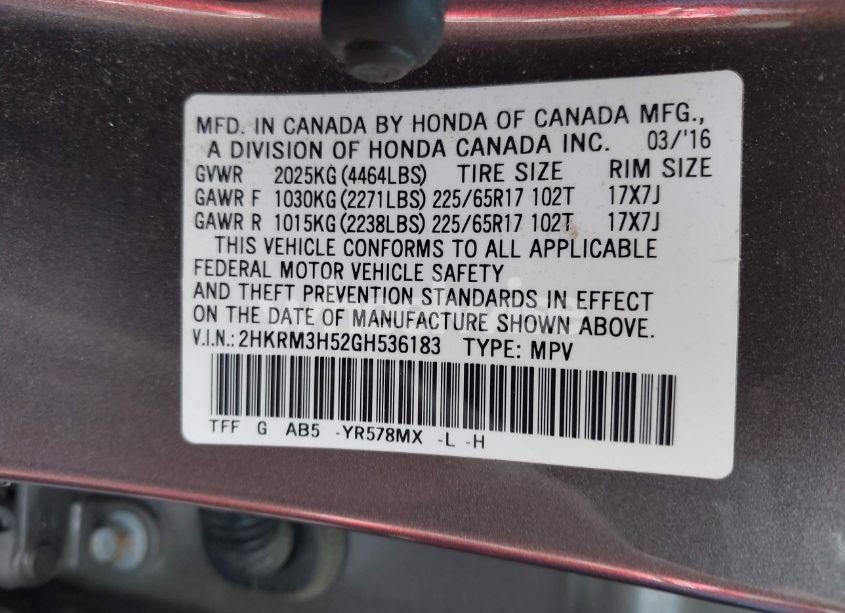 MFD. IN CANADA BY HONDA OF CANADA MFG.,
A DIVISION OF HONDA CANADA INC. 03/'16
GVWR 2025KG (4464LBS) TIRE SIZE RIM SIZE
GAWR F 1030KG (2271LBS) 225/65R17 102T 17X7J
GAWR R 1015KG (2238LBS) 225/65R17 102T 17X7J
THIS VEHICLE CONFORMS TO ALL APPLICABLE
FEDERAL MOTOR VEHICLE SAFETY
AND THEFT PREVENTION STANDARDS IN EFFECT
ON THE DATE OF MANUFACTURE SHOWN ABOVE.
V.I.N.: 2HKRM3H52GH536183 TYPE: MPV
TFF G AB5 -YR578MX -L -H